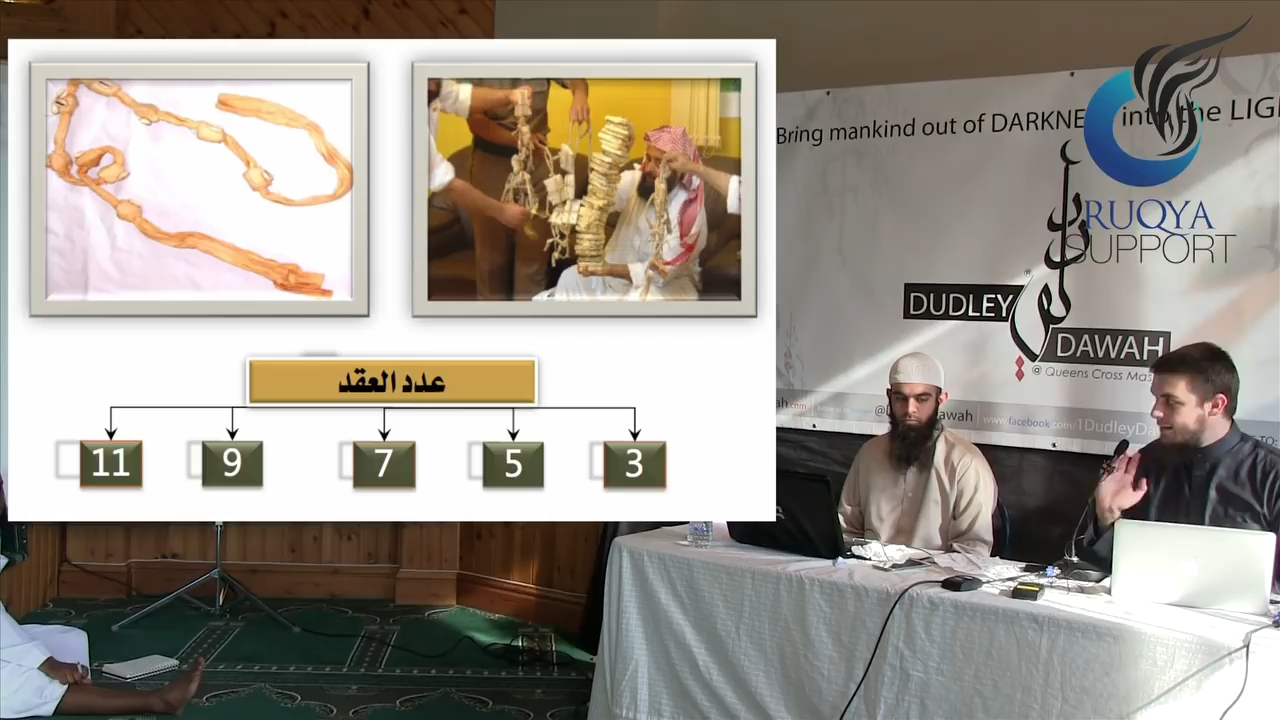 عدد العقد
11 9 7 5 3
Bring mankind out of DARKNE into the LIGH
RUQYA
SUPPORT
DUDLEY
DAWAH
@ Queens Cross Mas
www.facebook.com/1DudleyDa